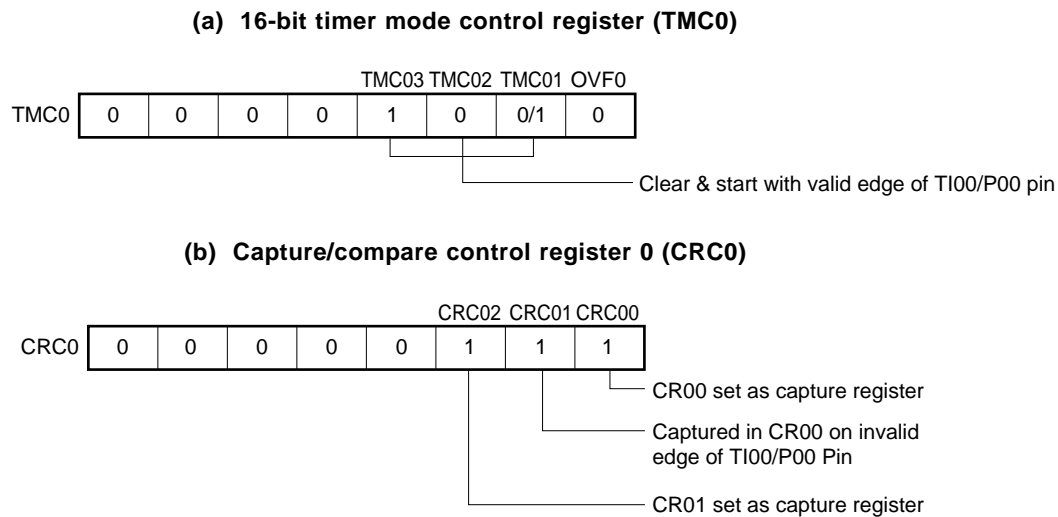 (a) 16-bit timer mode control register (TMC0)
TMC03 TMC02 TMC01 OVF0
TMC0 0 0 0 0 1 0 0/1 0
Clear & start with valid edge of TI00/P00 pin
(b) Capture/compare control register 0 (CRC0)
CRC02 CRC01 CRC00
CRC0 0 0 0 0 0 1 1 1
CR00 set as capture register
Captured in CR00 on invalid
edge of TI00/P00 Pin
CR01 set as capture register